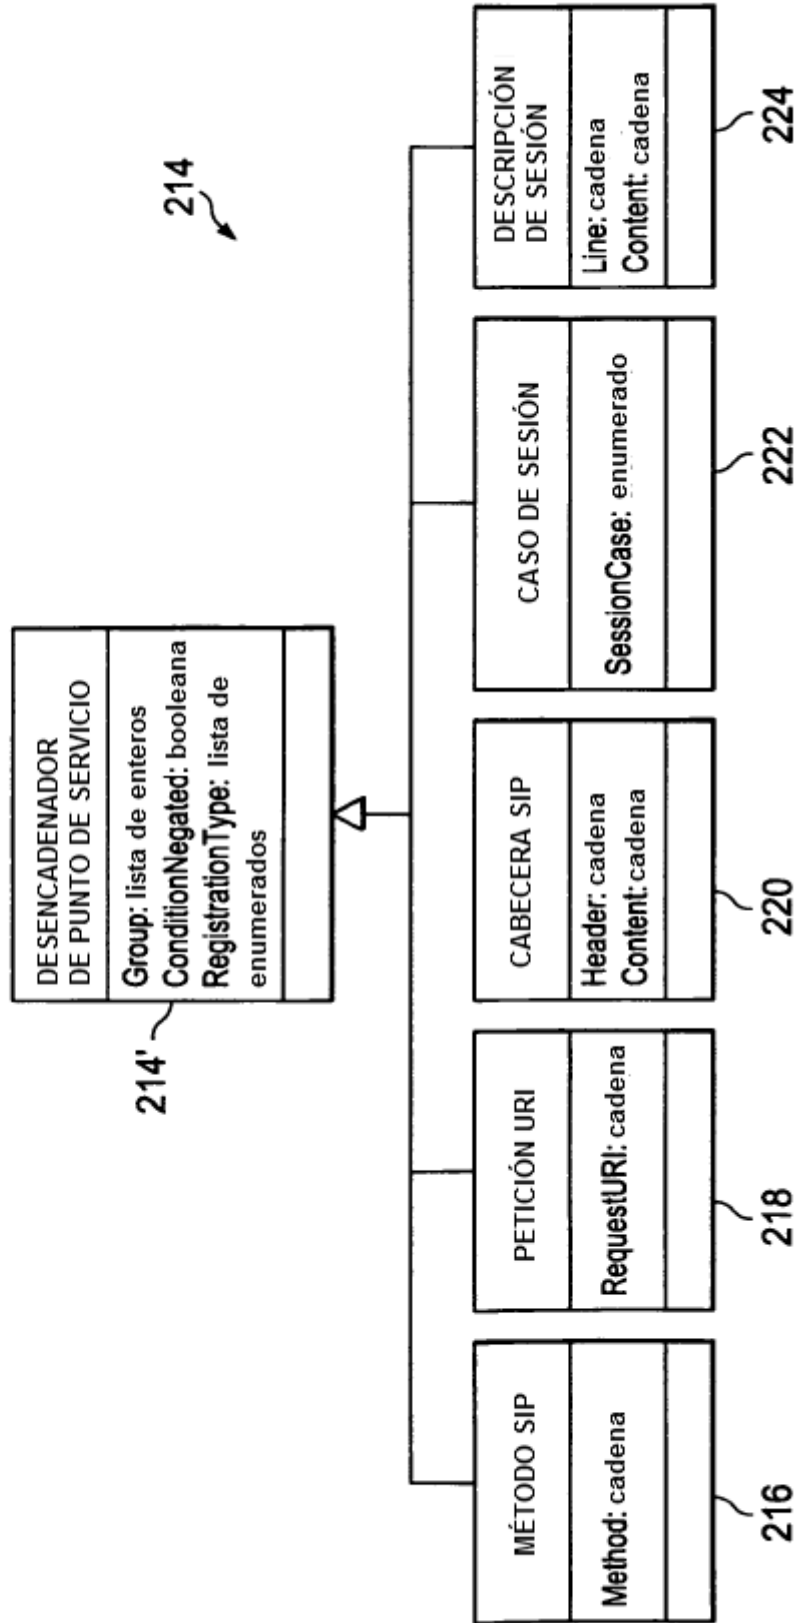 214
DESENCADENADOR
DE PUNTO DE SERVICIO
Group: lista de enteros
ConditionNegated: booleana
RegistrationType: lista de
enumerados
214'
MÉTODO SIP
Method: cadena
216
PETICIÓN URI
RequestURI: cadena
218
CABECERA SIP
Header: cadena
Content: cadena
220
CASO DE SESIÓN
SessionCase: enumerado
222
DESCRIPCIÓN
DE SESIÓN
Line: cadena
Content: cadena
224